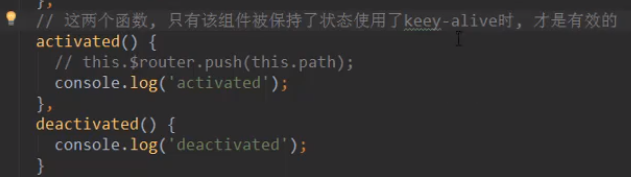 },
// 这两个函数, 只有该组件被保持了状态使用了keey-alive时, 才是有效的
activated() {
// this.$router.push(this.path);
console.log('activated');
},
deactivated() {
console.log('deactivated');
}